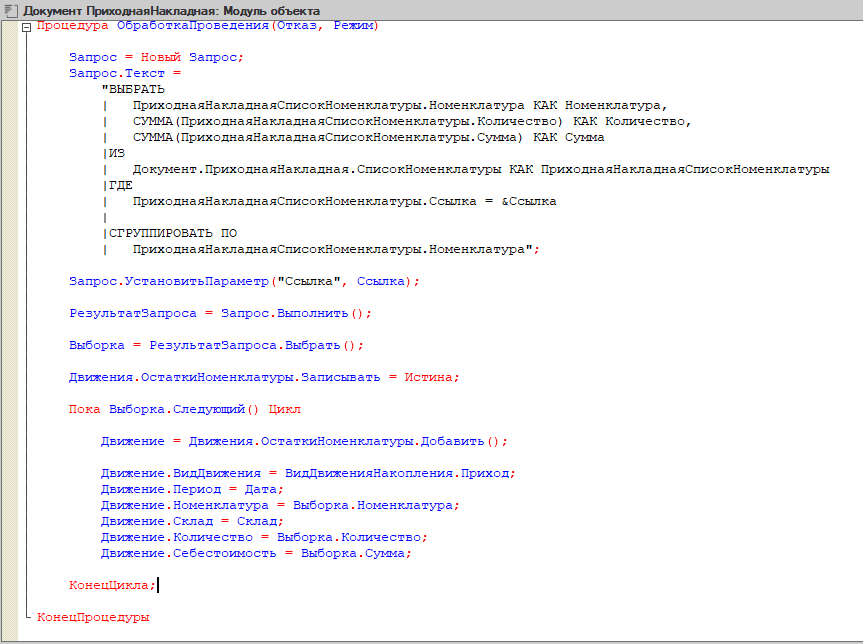 Документ ПриходнаяНакладная: Модуль объекта
Процедура ОбработкаПроведения(Отказ, Режим)
Запрос = Новый Запрос;
Запрос.Текст =
"ВЫБРАТЬ
|	ПриходнаяНакладнаяСписокНоменклатуры.Номенклатура КАК Номенклатура,
|	СУММА(ПриходнаяНакладнаяСписокНоменклатуры.Количество) КАК Количество,
|	СУММА(ПриходнаяНакладнаяСписокНоменклатуры.Сумма) КАК Сумма
|ИЗ
|	Документ.ПриходнаяНакладная.СписокНоменклатуры КАК ПриходнаяНакладнаяСписокНоменклатуры
|ГДЕ
|	ПриходнаяНакладнаяСписокНоменклатуры.Ссылка = &Ссылка
|
|СГРУППИРОВАТЬ ПО
|	ПриходнаяНакладнаяСписокНоменклатуры.Номенклатура";
Запрос.УстановитьПараметр("Ссылка", Ссылка);
РезультатЗапроса = Запрос.Выполнить();
Выборка = РезультатЗапроса.Выбрать();
Движения.ОстаткиНоменклатуры.Записывать = Истина;
Пока Выборка.Следующий() Цикл
Движение = Движения.ОстаткиНоменклатуры.Добавить();
Движение.ВидДвижения = ВидДвиженияНакопления.Приход;
Движение.Период = Дата;
Движение.Номенклатура = Выборка.Номенклатура;
Движение.Склад = Склад;
Движение.Количество = Выборка.Количество;
Движение.Себестоимость = Выборка.Сумма;
КонецЦикла;
КонецПроцедуры